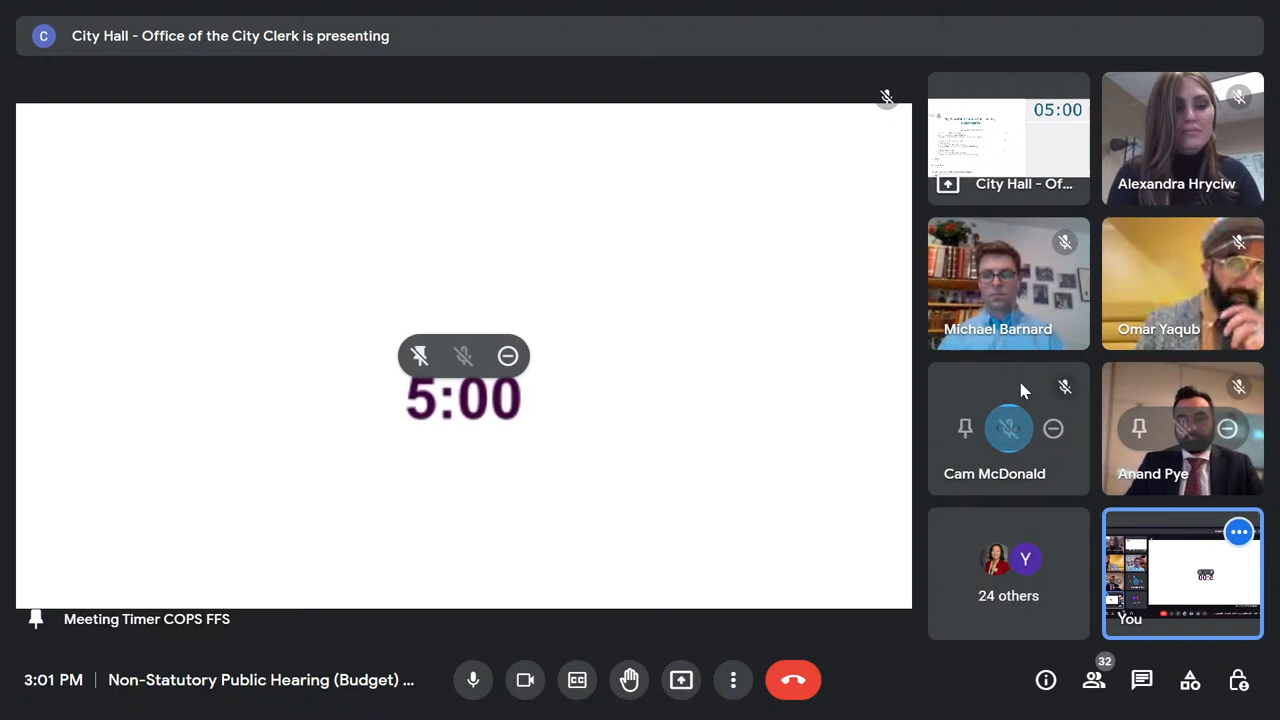 C
City Hall - Office of the City Clerk is presenting
05:00
City Hall - Of...
Alexandra Hryciw
Michael Barnard
Omar Yaqub
5:00
Cam McDonald
Anand Pye
Y
24 others
You
Meeting Timer COPS FFS
3:01 PM
Non-Statutory Public Hearing (Budget) ...
32